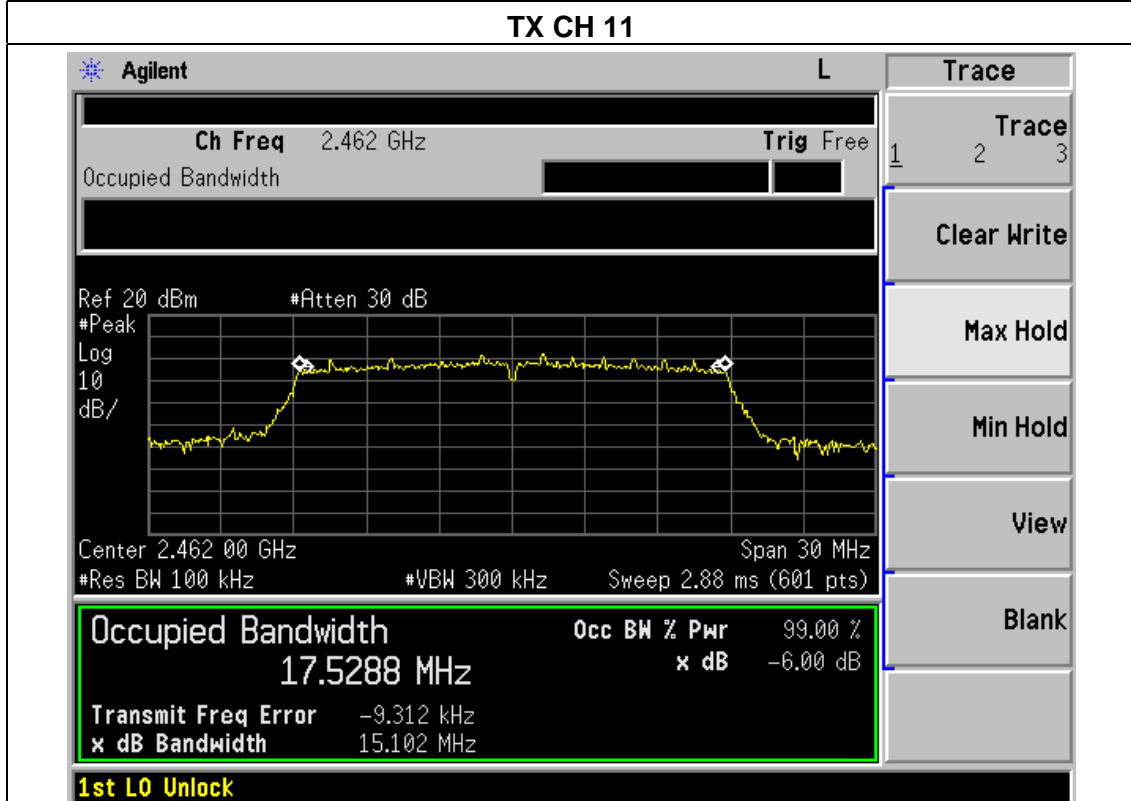 TX CH 11
Agilent L Trace
Ch Freq 2.462 GHz Trig Free
Occupied Bandwidth
Trace
1 2 3
Clear Write
Max Hold
Min Hold
View
Blank
Ref 20 dBm #Atten 30 dB
#Peak
Log
10
dB/
Center 2.462 00 GHz Span 30 MHz
#Res BW 100 kHz #VBW 300 kHz Sweep 2.88 ms (601 pts)
Occupied Bandwidth Occ BW % Pwr 99.00 %
17.5288 MHz x dB -6.00 dB
Transmit Freq Error -9.312 kHz
x dB Bandwidth 15.102 MHz
1st LO Unlock